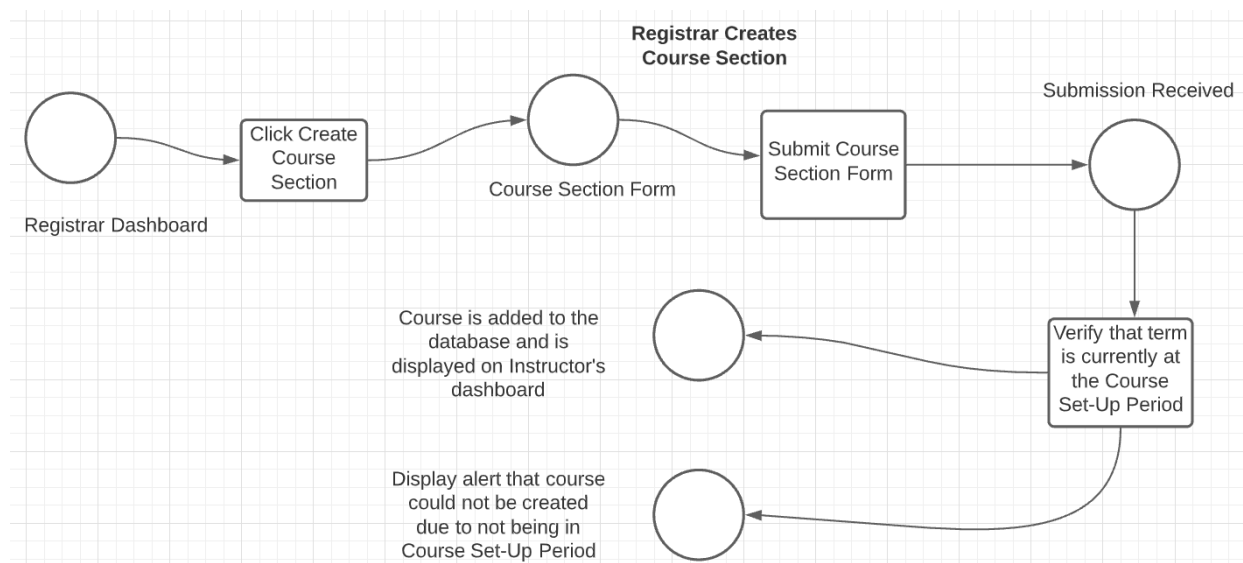 Registrar Creates
Course Section
Registrar Dashboard
Click Create
Course
Section
Course Section Form
Submit Course
Section Form
Submission Received
Verify that term
is currently at
the Course
Set-Up Period
Course is added to the
database and is
displayed on Instructor's
dashboard
Display alert that course
could not be created
due to not being in
Course Set-Up Period